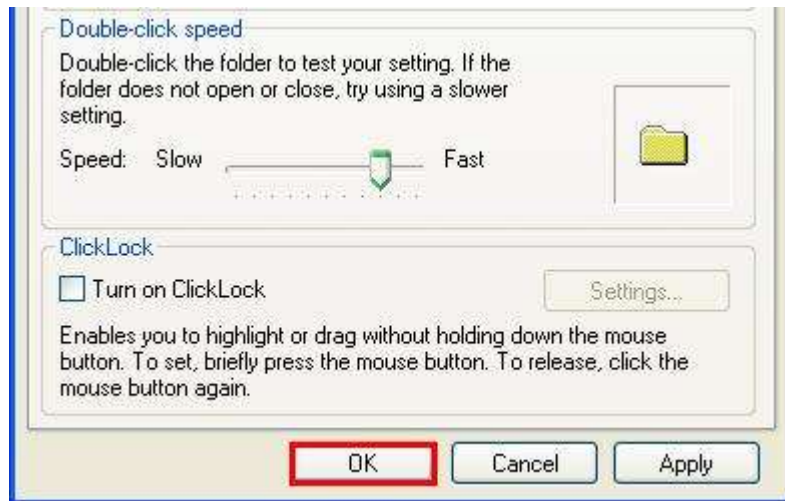 Double-click speed
Double-click the folder to test your setting. If the
folder does not open or close, try using a slower
setting.
Speed: Slow Fast
ClickLock
Turn on ClickLock Settings...
Enables you to highlight or drag without holding down the mouse
button. To set, briefly press the mouse button. To release, click the
mouse button again.
OK Cancel Apply